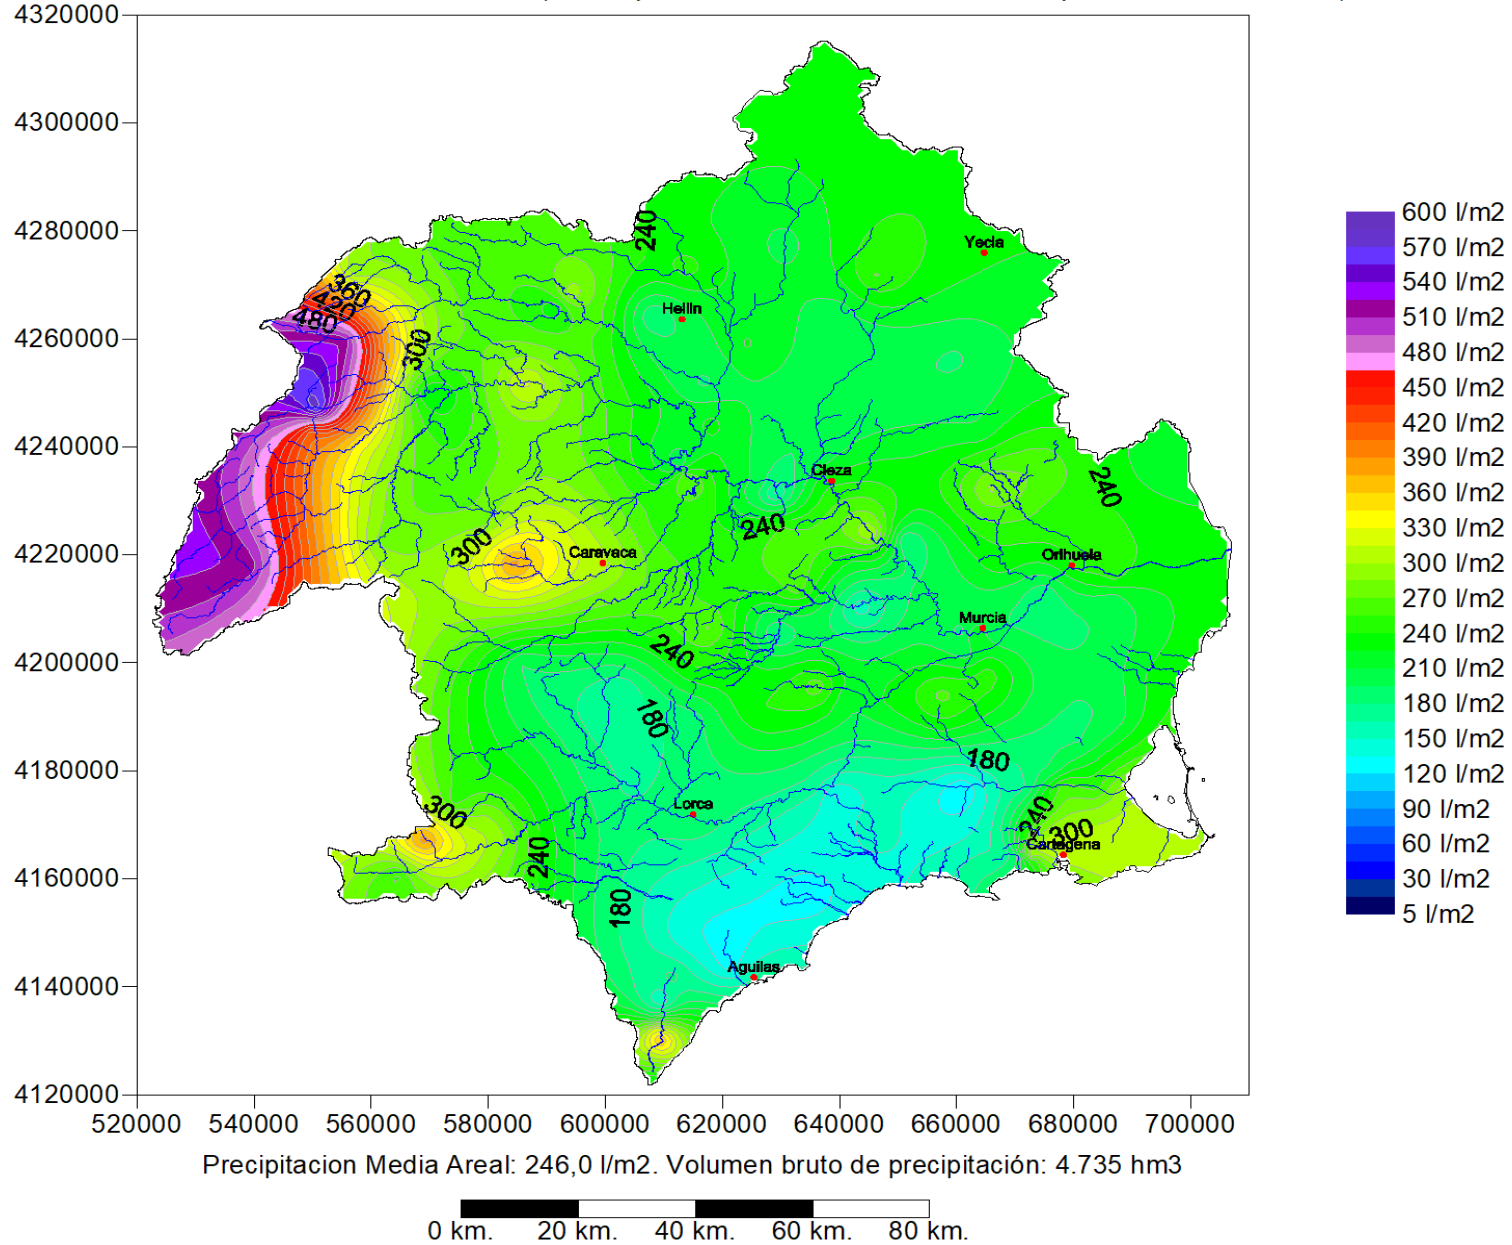 4320000
4300000
4280000
4260000
4240000
4220000
4200000
4180000
4160000
4140000
4120000
520000 540000 560000 580000 600000 620000 640000 660000 680000 700000
240
Yecla
360
420
480
Hellin
300
Cieza
240
240
300
Caravaca
Orihuela
Murcia
240
180
180
300
Lorca
240
300
Cartagena
240
180
Aguilas
600 l/m2
570 l/m2
540 l/m2
510 l/m2
480 l/m2
450 l/m2
420 l/m2
390 l/m2
360 l/m2
330 l/m2
300 l/m2
270 l/m2
240 l/m2
210 l/m2
180 l/m2
150 l/m2
120 l/m2
90 l/m2
60 l/m2
30 l/m2
5 l/m2
Precipitacion Media Areal: 246,0 l/m2. Volumen bruto de precipitación: 4.735 hm3
0 km. 20 km. 40 km. 60 km. 80 km.